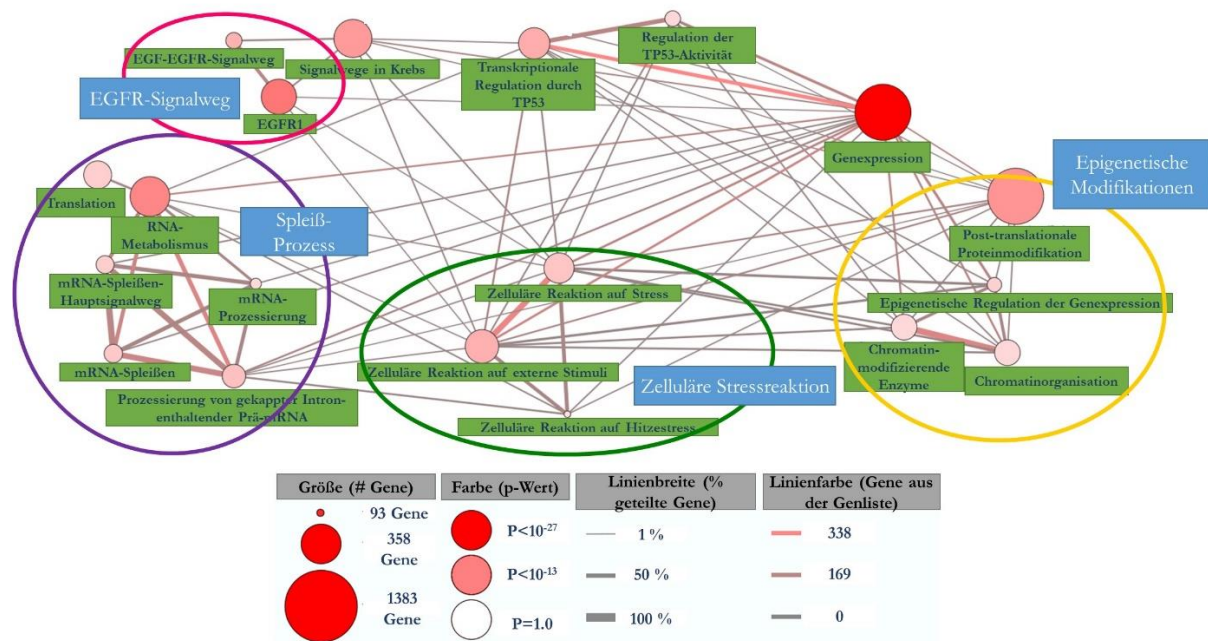 EGF-EGFR-Signalweg
Signalwege in Krebs
EGFR-Signalweg
EGFR1
Transkriptionale
Regulation durch
TP53
Regulation der
TP53-Aktivität
Genexpression
Epigenetische
Modifikationen
Translation
RNA-
Metabolismus
Spleiß-
Prozess
mRNA-Spleißen-
Hauptsignalweg
mRNA-
Prozessierung
mRNA-Spleißen
Prozessierung von gekappter Intron-
enthaltender Prä-mRNA
Zelluläre Reaktion auf Stress
Zelluläre Reaktion auf externe Stimuli
Zelluläre Stressreaktion
Zelluläre Reaktion auf Hitzestress
Post-translationale
Proteinmodifikation
Epigenetische Regulation der Genexpression
Chromatin-
modifizierende
Enzyme
Chromatinorganisation
Größe (# Gene)
93 Gene
358
Gene
1383
Gene
Farbe (p-Wert)
P<10⁻²⁷
P<10⁻¹³
P=1.0
Linienbreite (%
geteilte Gene)
1 %
50 %
100 %
Linienfarbe (Gene aus
der Genliste)
338
169
0